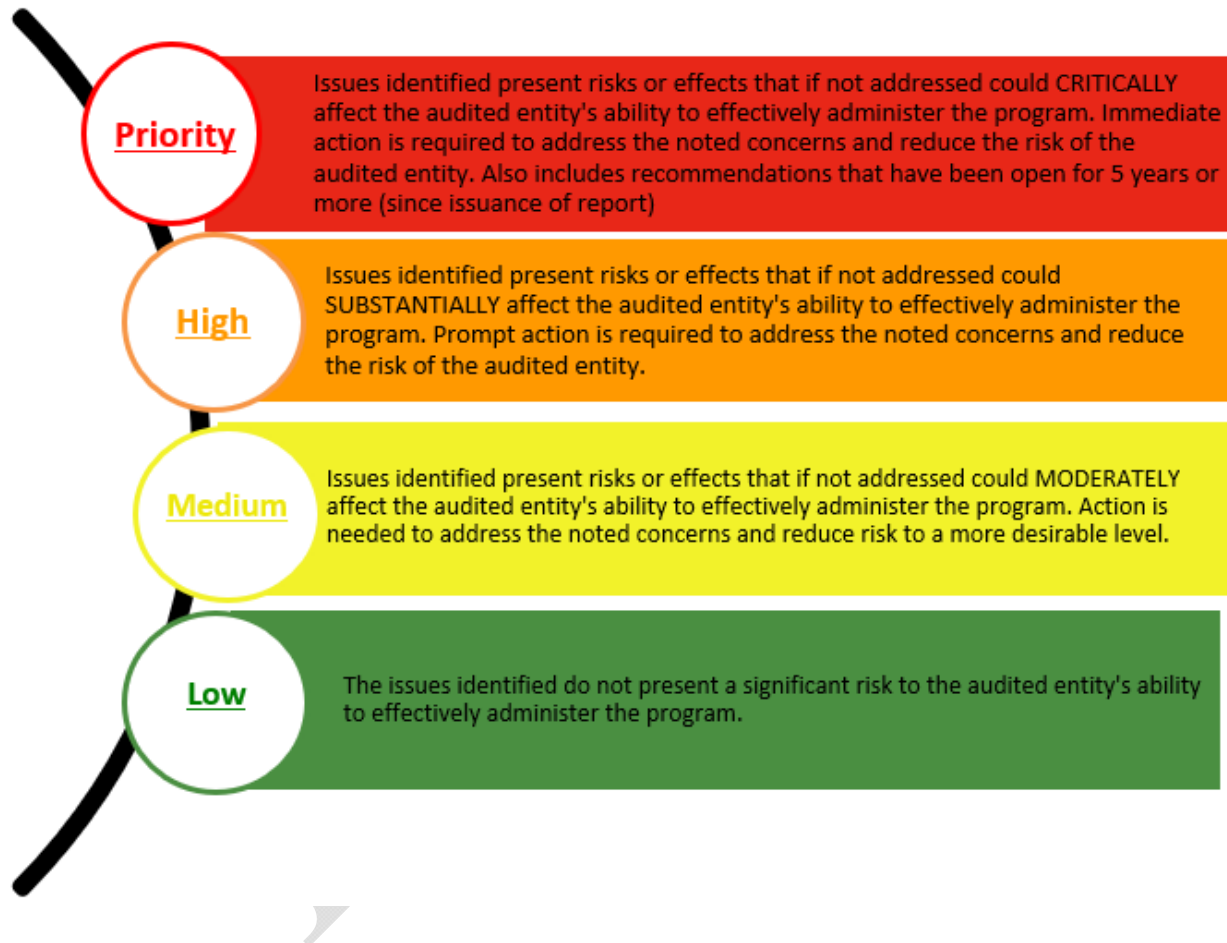 Priority
Issues identified present risks or effects that if not addressed could CRITICALLY
affect the audited entity's ability to effectively administer the program. Immediate
action is required to address the noted concerns and reduce the risk of the
audited entity. Also includes recommendations that have been open for 5 years or
more (since issuance of report)
High
Issues identified present risks or effects that if not addressed could
SUBSTANTIALLY affect the audited entity's ability to effectively administer the
program. Prompt action is required to address the noted concerns and reduce
the risk of the audited entity.
Medium
Issues identified present risks or effects that if not addressed could MODERATELY
affect the audited entity's ability to effectively administer the program. Action is
needed to address the noted concerns and reduce risk to a more desirable level.
Low
The issues identified do not present a significant risk to the audited entity's ability
to effectively administer the program.